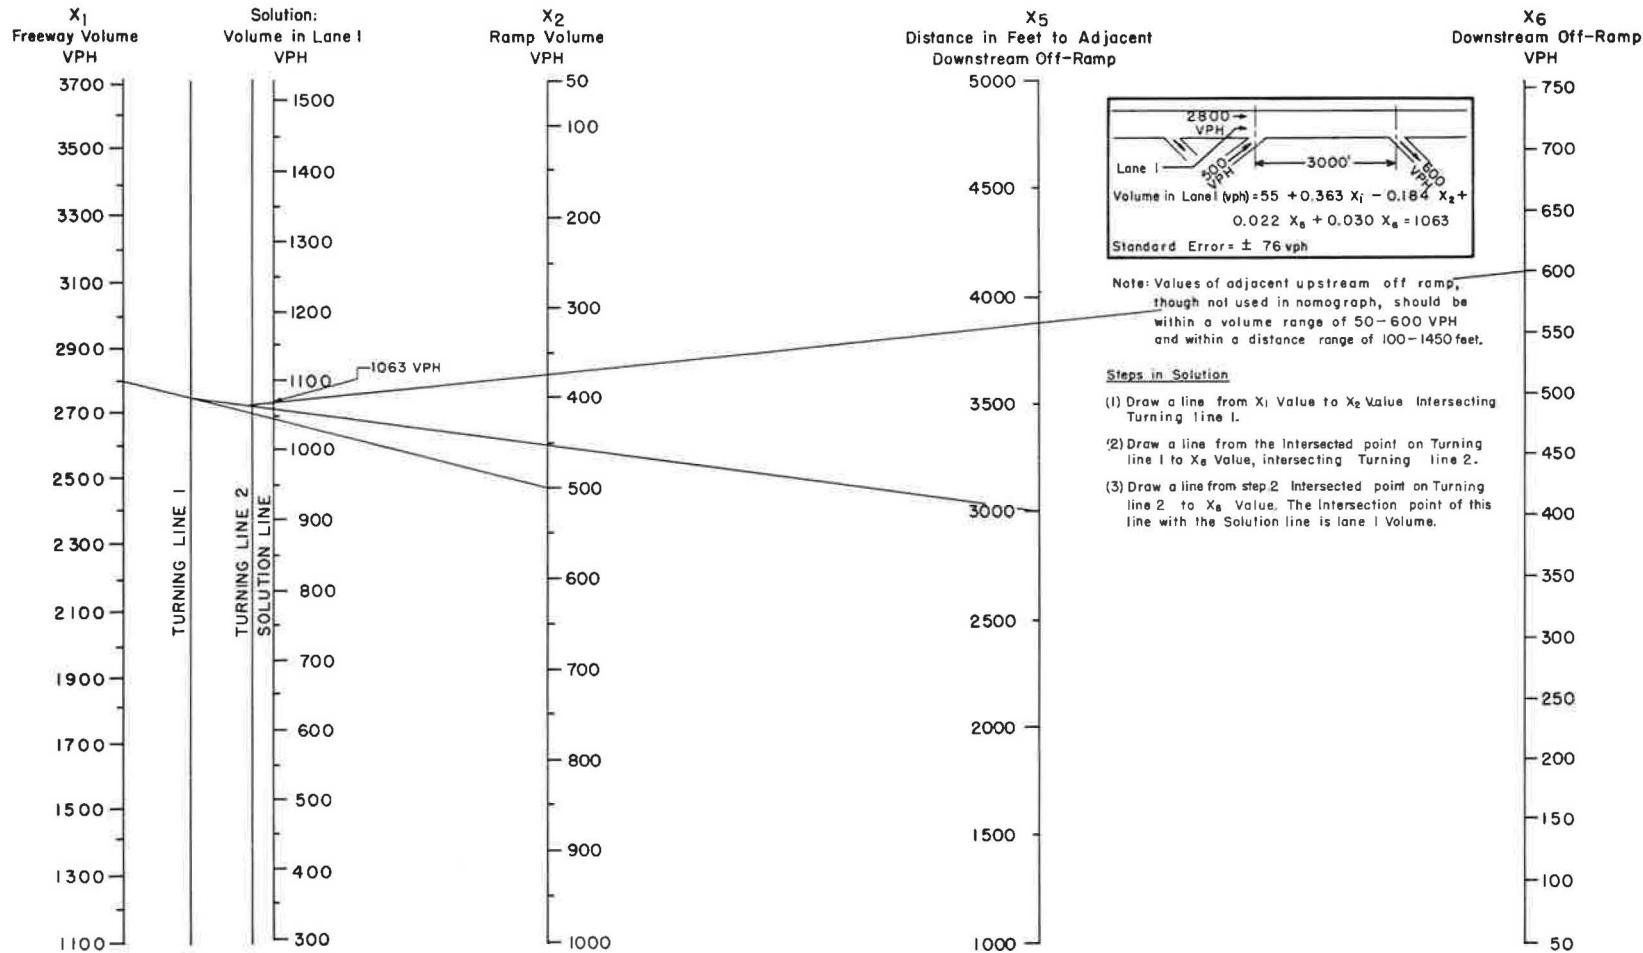 X1
Freeway Volume
VPH
3700
3500
3300
3100
2900
2700
2500
2300
2100
1900
1700
1500
1300
1100
TURNING LINE 1
TURNING LINE 2
SOLUTION LINE
Solution:
Volume in Lane 1
VPH
1500
1400
1300
1200
1100
1000
900
800
700
600
500
400
300
1063 VPH
X2
Ramp Volume
VPH
50
100
200
300
400
500
600
700
800
900
1000
X5
Distance in Feet to Adjacent
Downstream Off-Ramp
5000
4500
4000
3500
3000
2500
2000
1500
1000
2800
VPH
Lane 1
500
VPH
3000'
600
VPH
Volume in Lane 1 (vph) = 55 + 0.363 Xi - 0.184 X2 +
0.022 X6 + 0.030 X6 = 1063
Standard Error = ± 76 vph
Note: Values of adjacent upstream off ramp,
though not used in nomograph, should be
within a volume range of 50-600 VPH
and within a distance range of 100-1450 feet.
Steps in Solution
(1) Draw a line from X1 Value to X2 Value Intersecting
Turning line 1.
(2) Draw a line from the Intersected point on Turning
line 1 to X6 Value, intersecting Turning line 2.
(3) Draw a line from step 2 Intersected point on Turning
line 2 to X6 Value. The Intersection point of this
line with the Solution line is lane 1 Volume.
X6
Downstream Off-Ramp
VPH
750
700
650
600
550
500
450
400
350
300
250
200
150
100
50